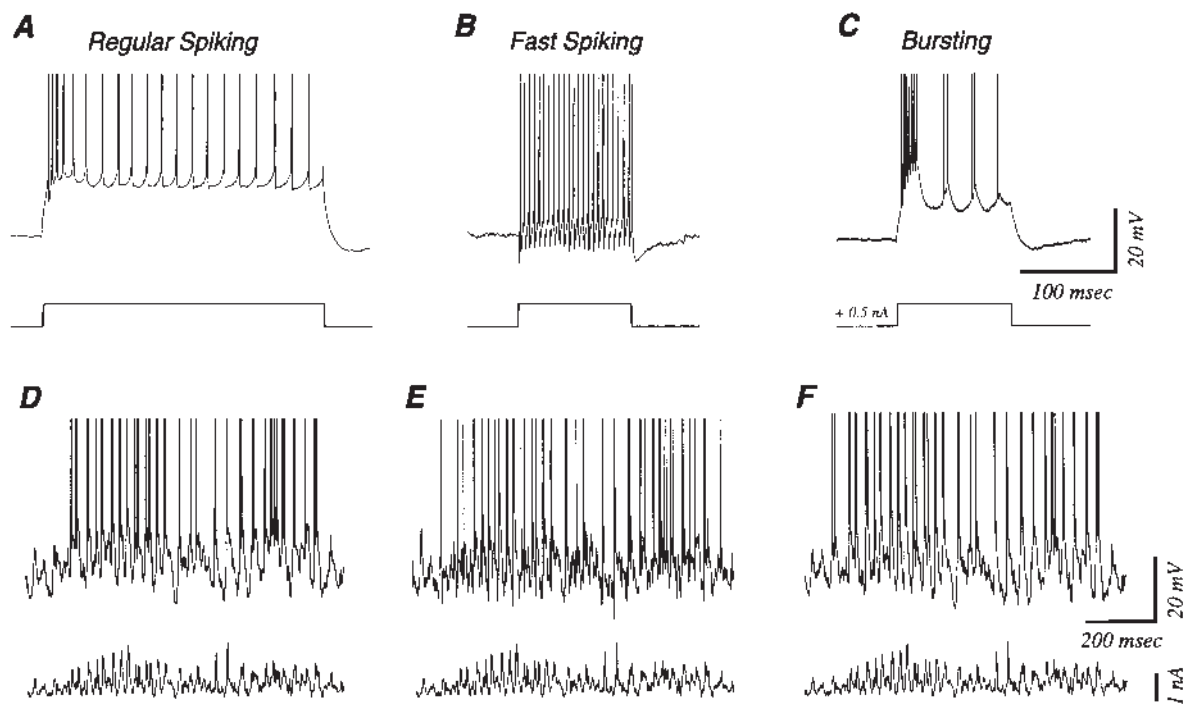 A
Regular Spiking
B
Fast Spiking
C
Bursting
20 mV
100 msec
+ 0.5 nA
D
E
F
20 mV
200 msec
1 nA